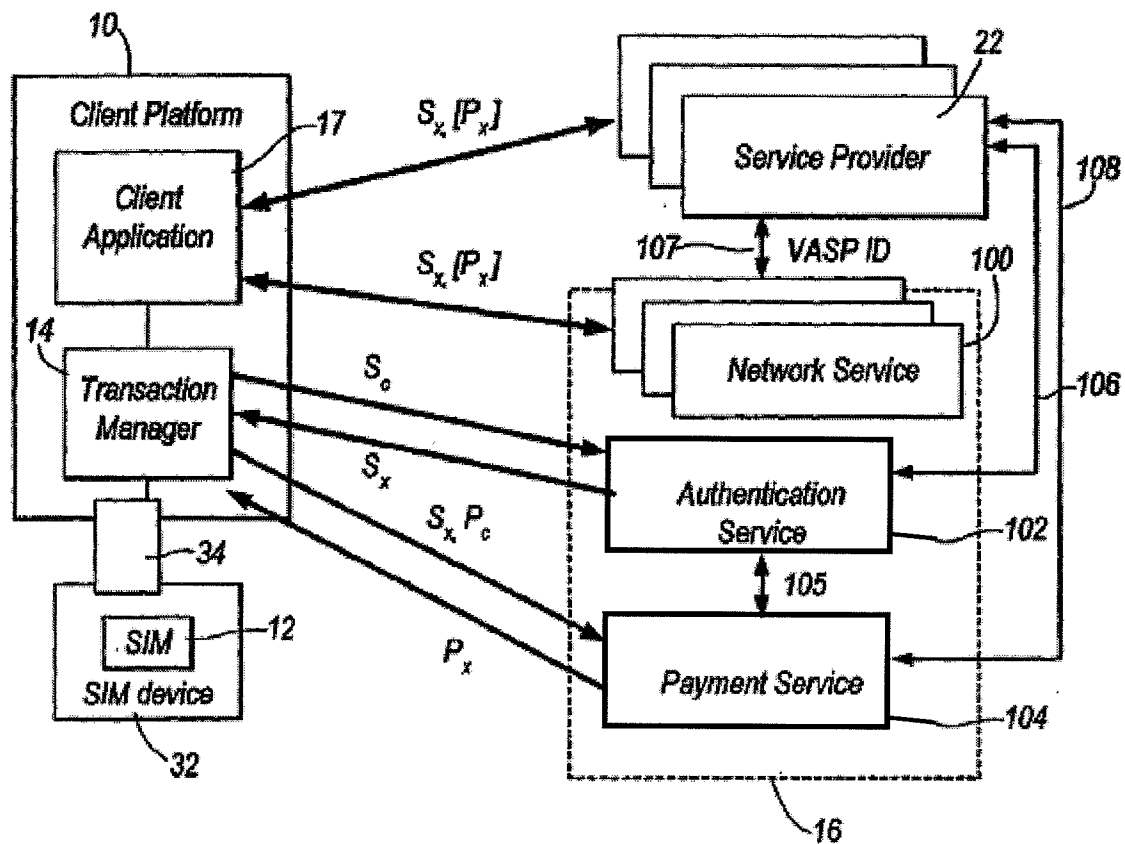 10
Client Platform
17
Client
Application
14
Transaction
Manager
34
12
SIM
SIM device
32
Sx, [Px]
Sx, [Px]
Sc
Sx
Sx, Pc
Px
22
Service Provider
108
107
VASP ID
100
Network Service
106
Authentication
Service
102
105
Payment Service
104
16